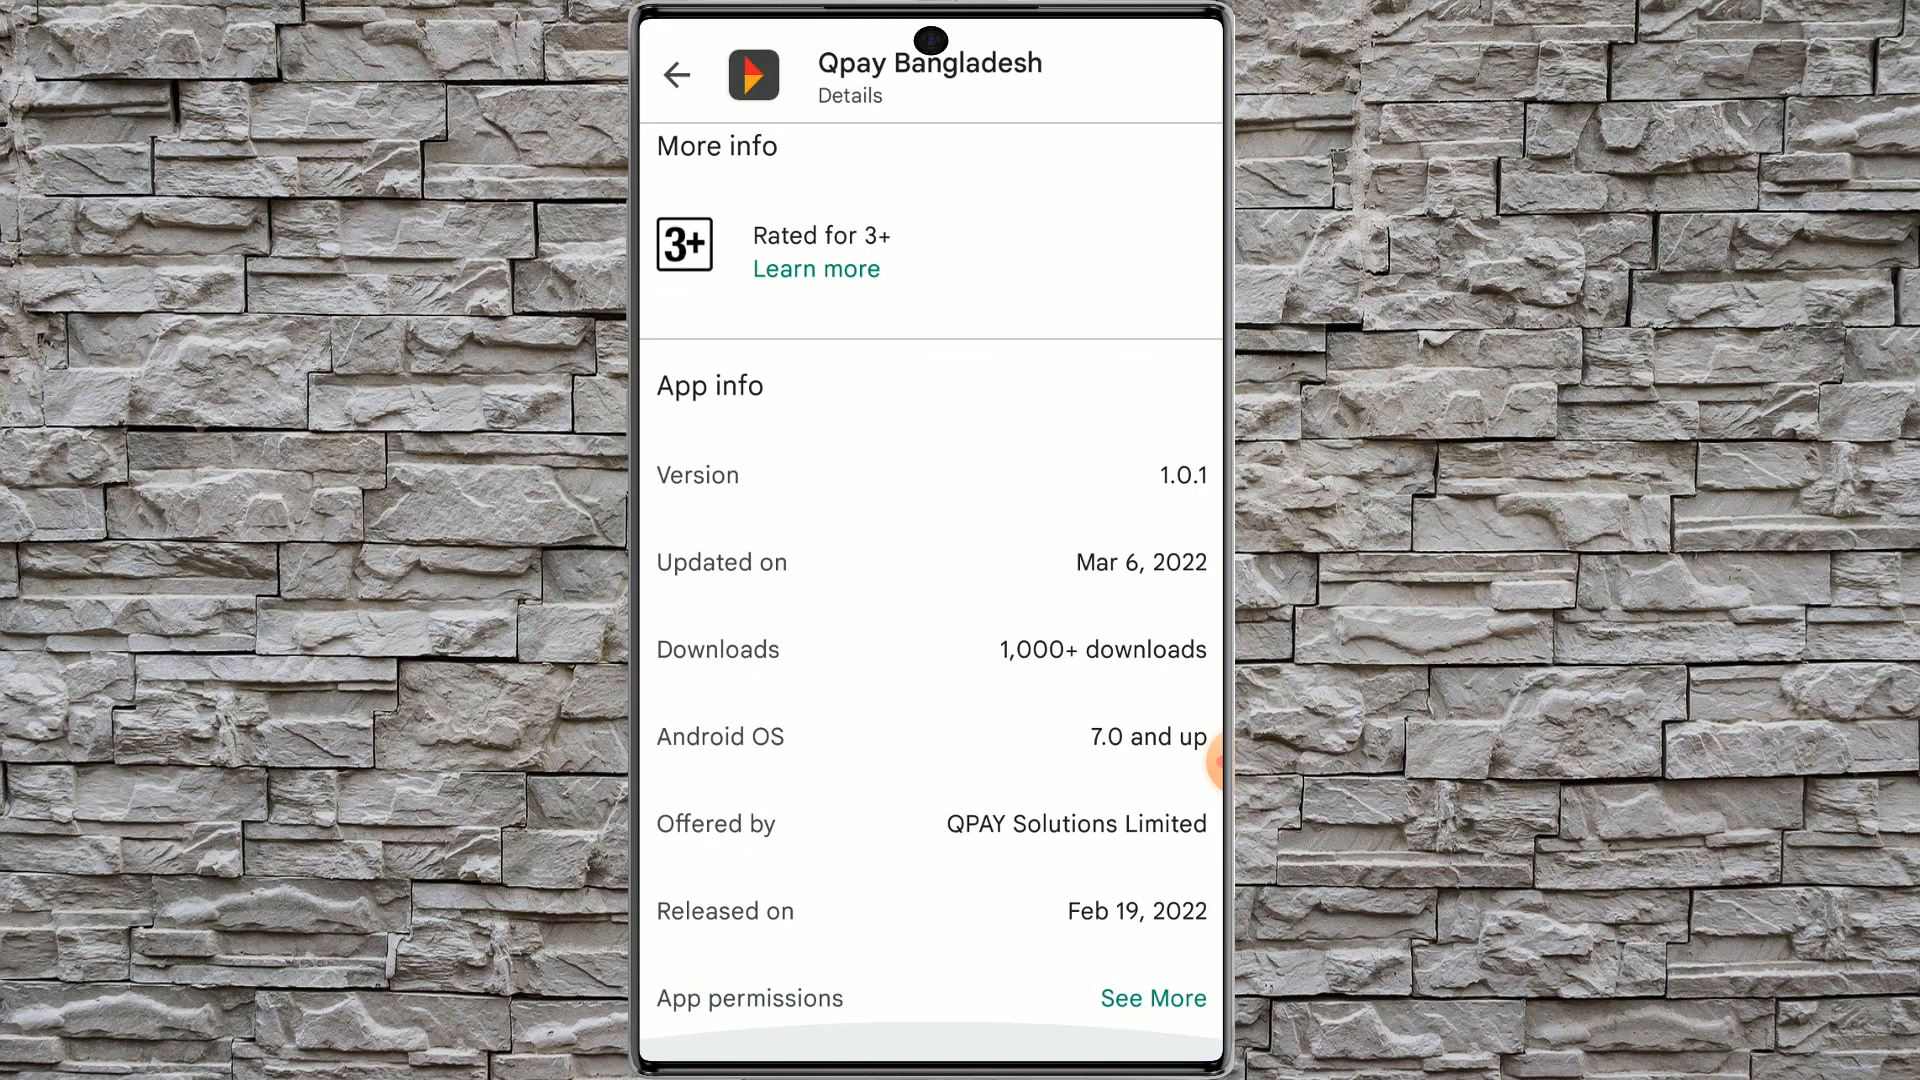 Qpay Bangladesh
Details
More info
3+
Rated for 3+
Learn more
App info
Version 1.0.1
Updated on Mar 6, 2022
Downloads 1,000+ downloads
Android OS 7.0 and up
Offered by QPAY Solutions Limited
Released on Feb 19, 2022
App permissions See More